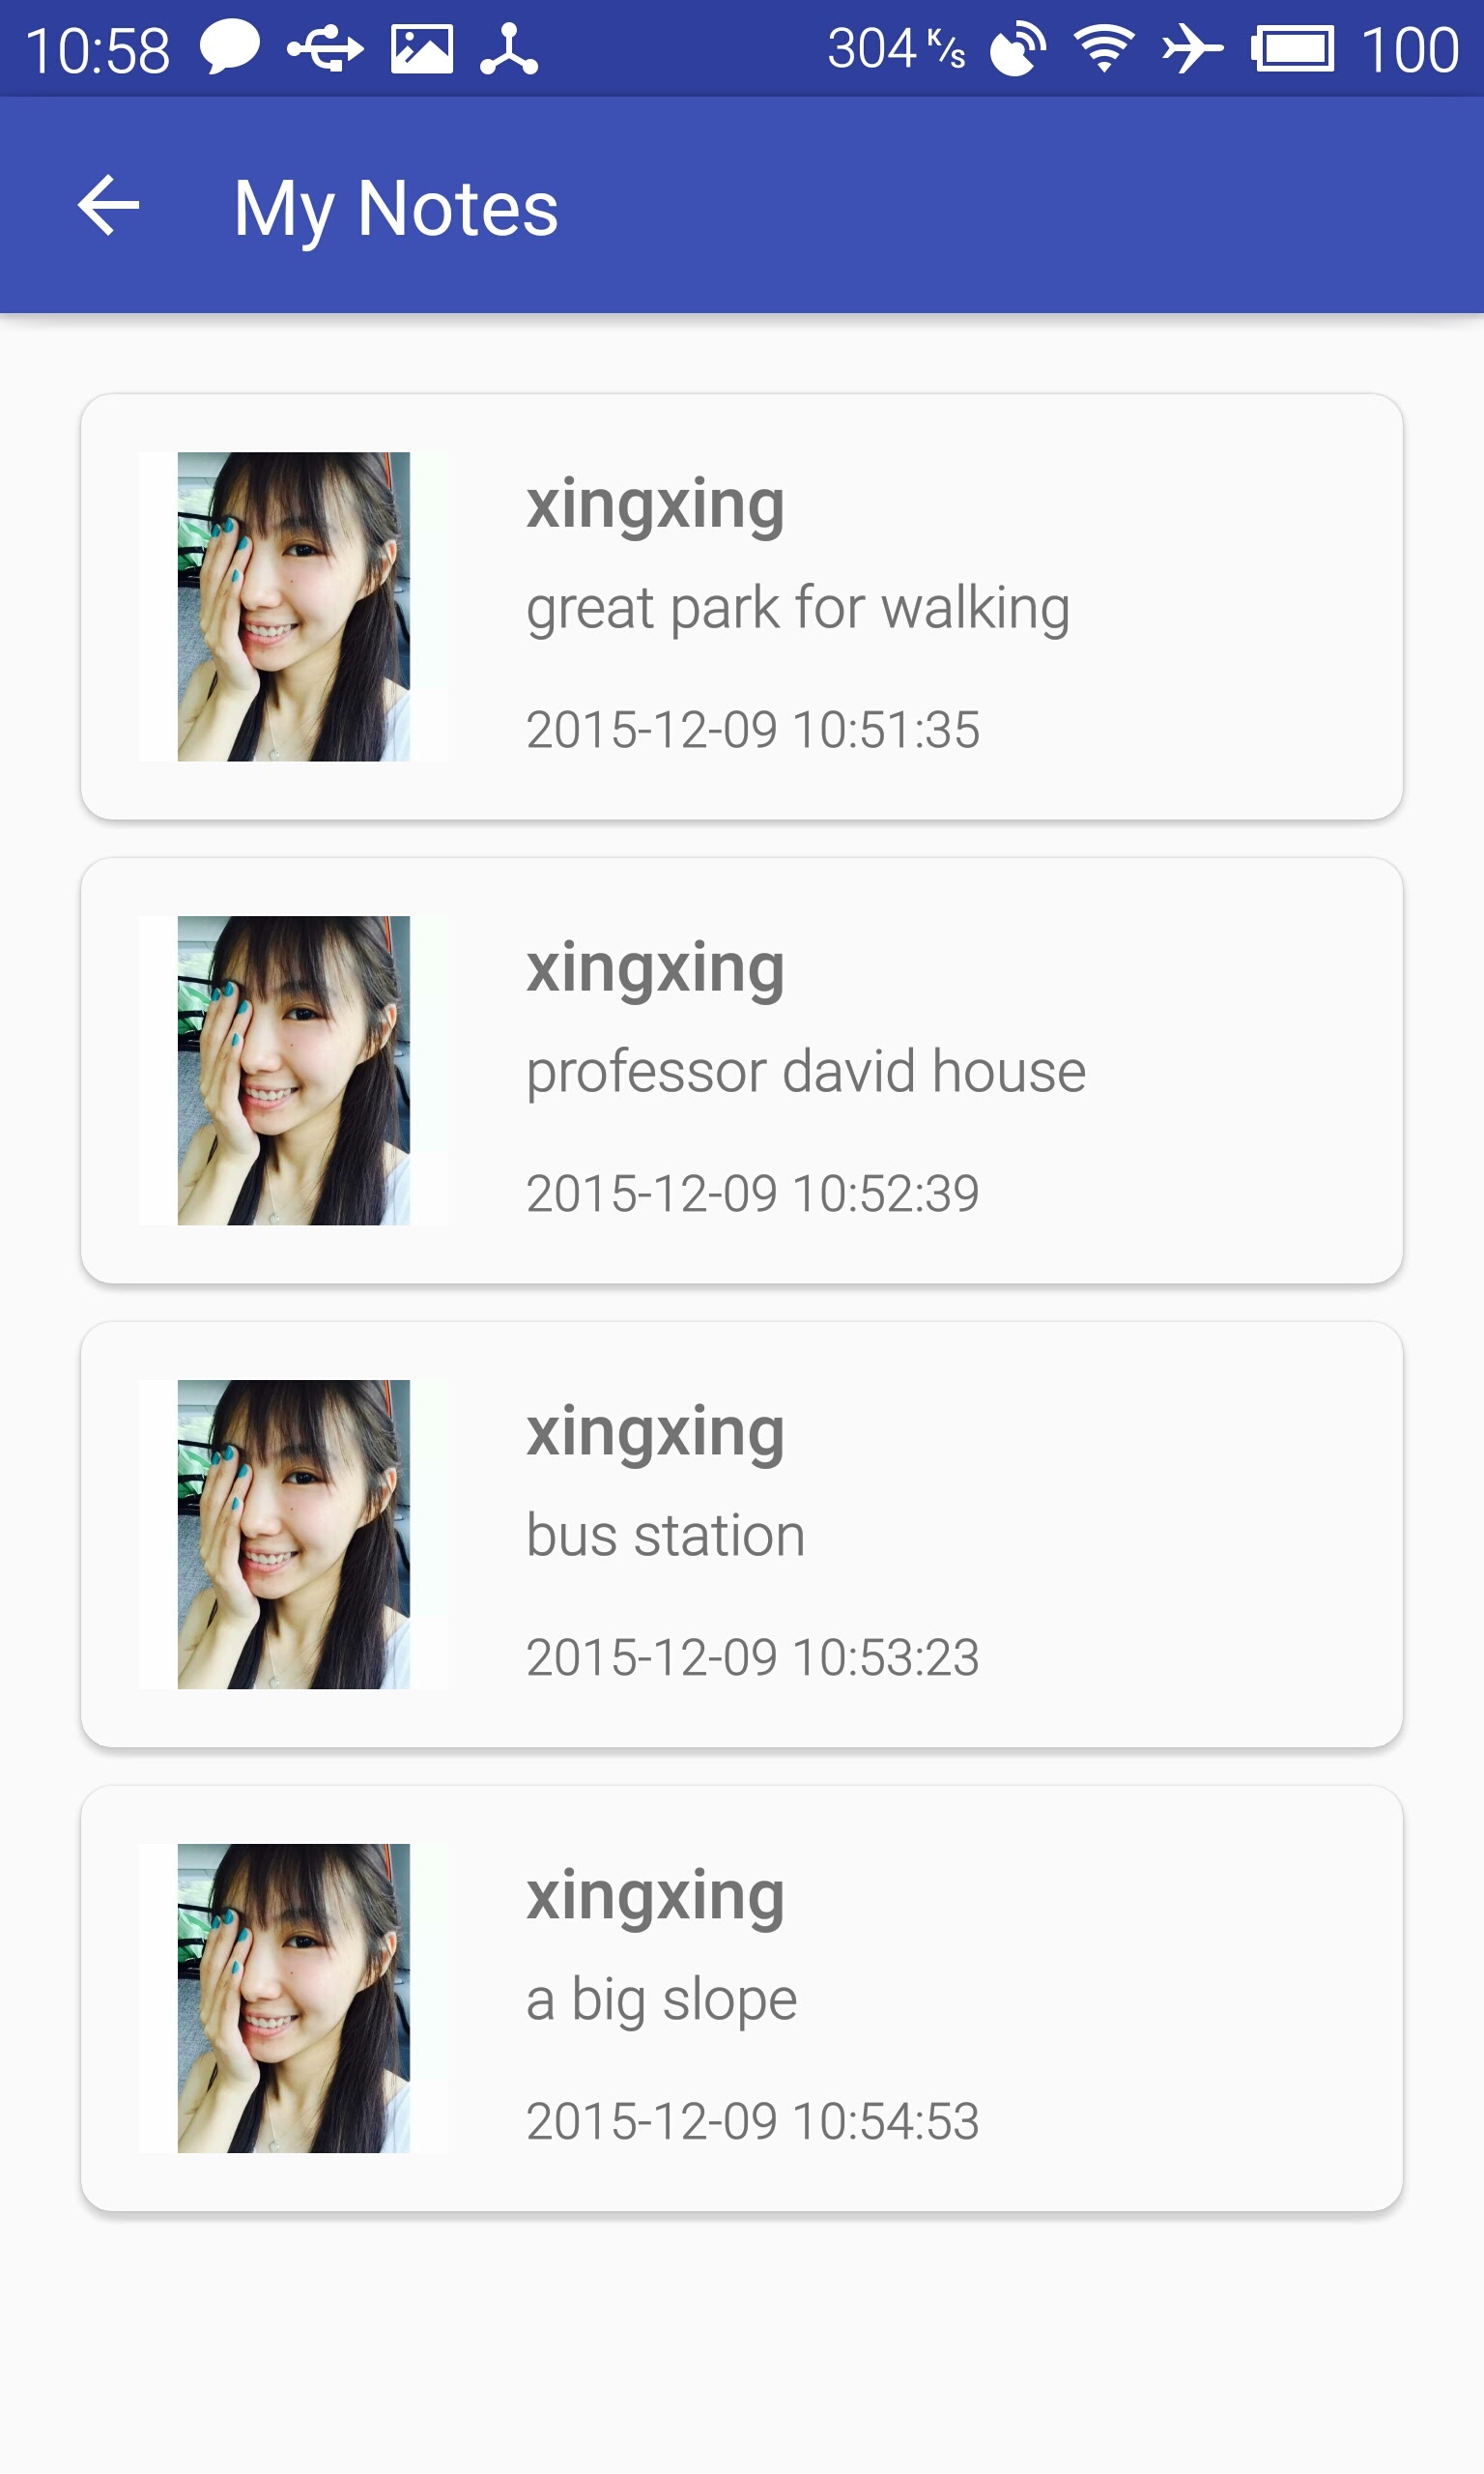 10:58 304 K/s 100
My Notes
xingxing
great park for walking
2015-12-09 10:51:35
xingxing
professor david house
2015-12-09 10:52:39
xingxing
bus station
2015-12-09 10:53:23
xingxing
a big slope
2015-12-09 10:54:53